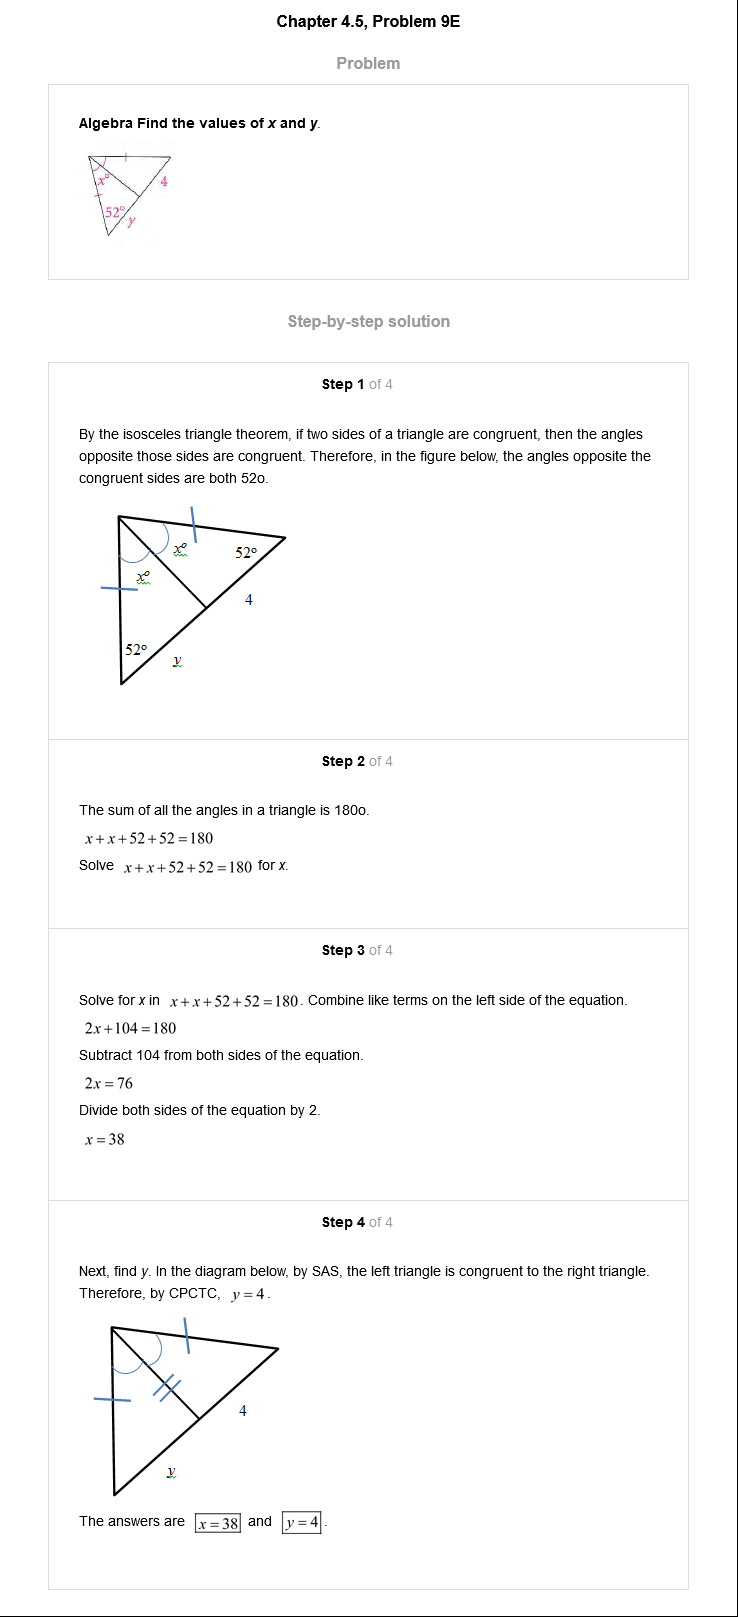 Chapter 4.5, Problem 9E
Problem
Algebra Find the values of x and y.
x°
4
52°
y
Step-by-step solution
Step 1 of 4
By the isosceles triangle theorem, if two sides of a triangle are congruent, then the angles
opposite those sides are congruent. Therefore, in the figure below, the angles opposite the
congruent sides are both 52o.
x°
52°
x°
4
52°
y
Step 2 of 4
The sum of all the angles in a triangle is 180o.
x+x+52+52=180
Solve x+x+52+52=180 for x.
Step 3 of 4
Solve for x in x+x+52+52=180. Combine like terms on the left side of the equation.
2x+104=180
Subtract 104 from both sides of the equation.
2x=76
Divide both sides of the equation by 2.
x=38
Step 4 of 4
Next, find y. In the diagram below, by SAS, the left triangle is congruent to the right triangle.
Therefore, by CPCTC, y=4.
4
y
The answers are x=38 and y=4.